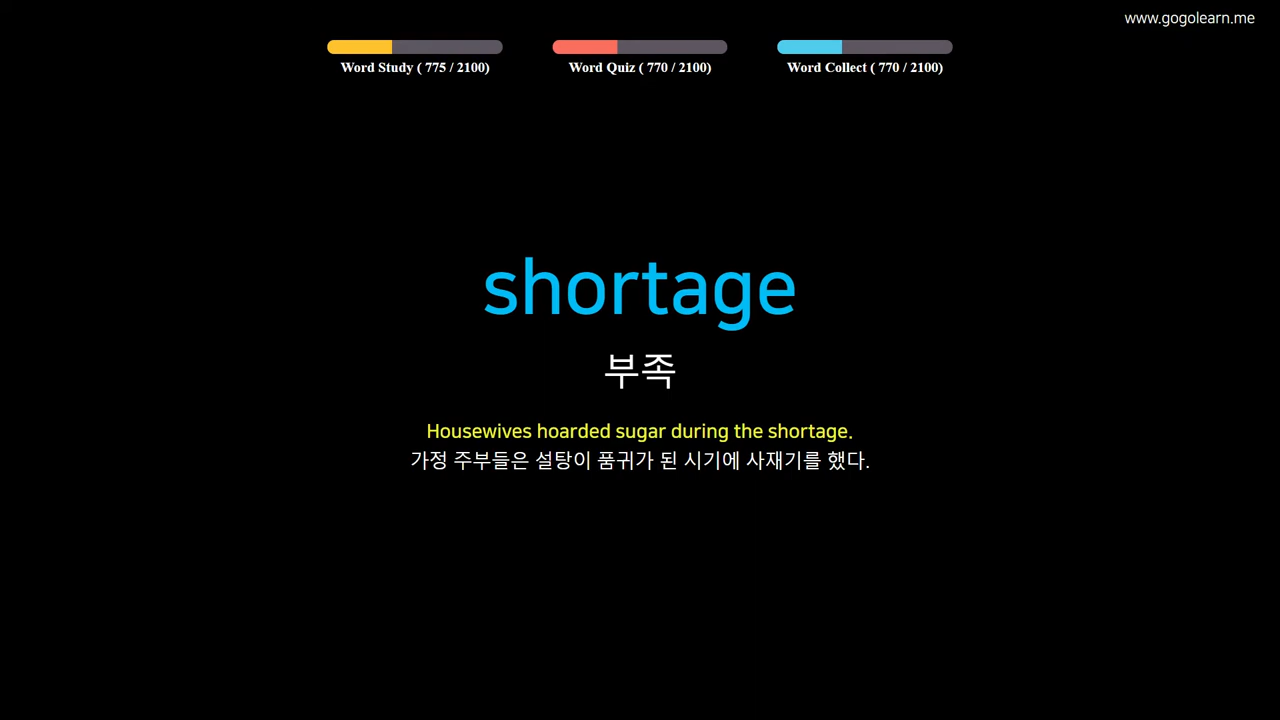 www.gogolearn.me
Word Study ( 775 / 2100)
Word Quiz ( 770 / 2100)
Word Collect ( 770 / 2100)
shortage
부족
Housewives hoarded sugar during the shortage.
가정 주부들은 설탕이 품귀가 된 시기에 사재기를 했다.